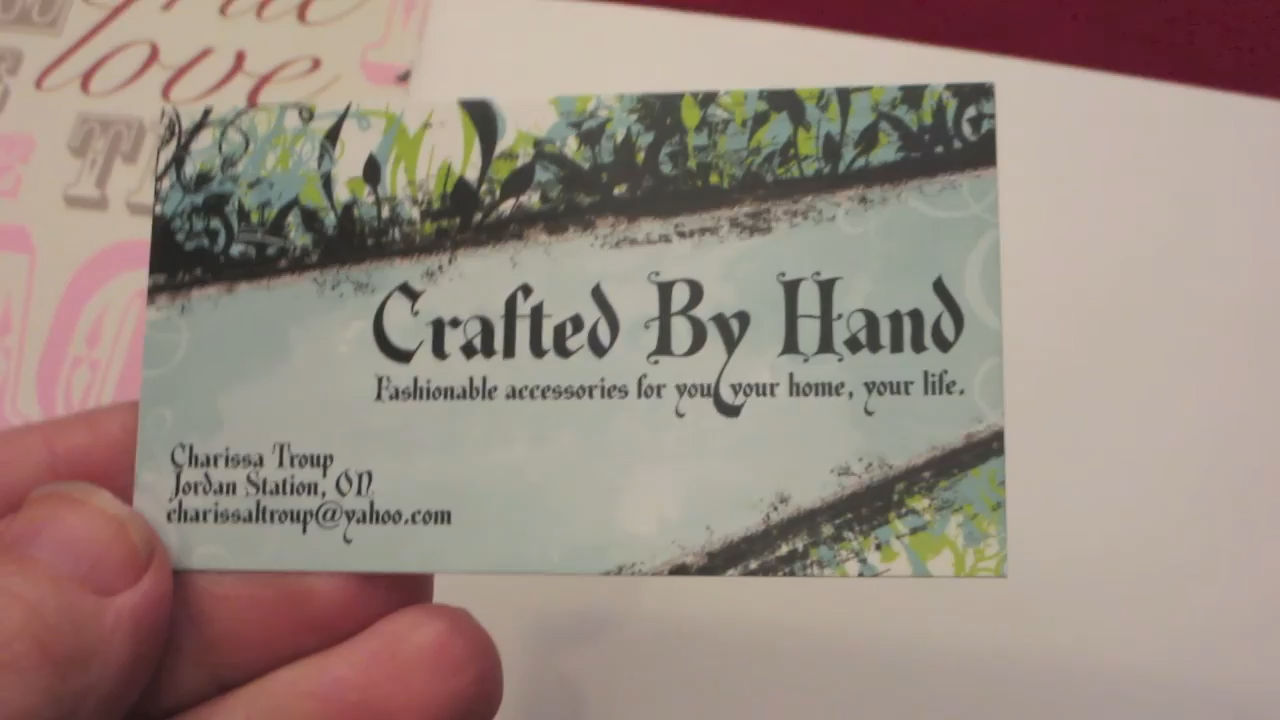 love
Crafted By Hand
Fashionable accessories for you, your home, your life.
Charissa Troup
Jordan Station, ON
charissaltroup@yahoo.com